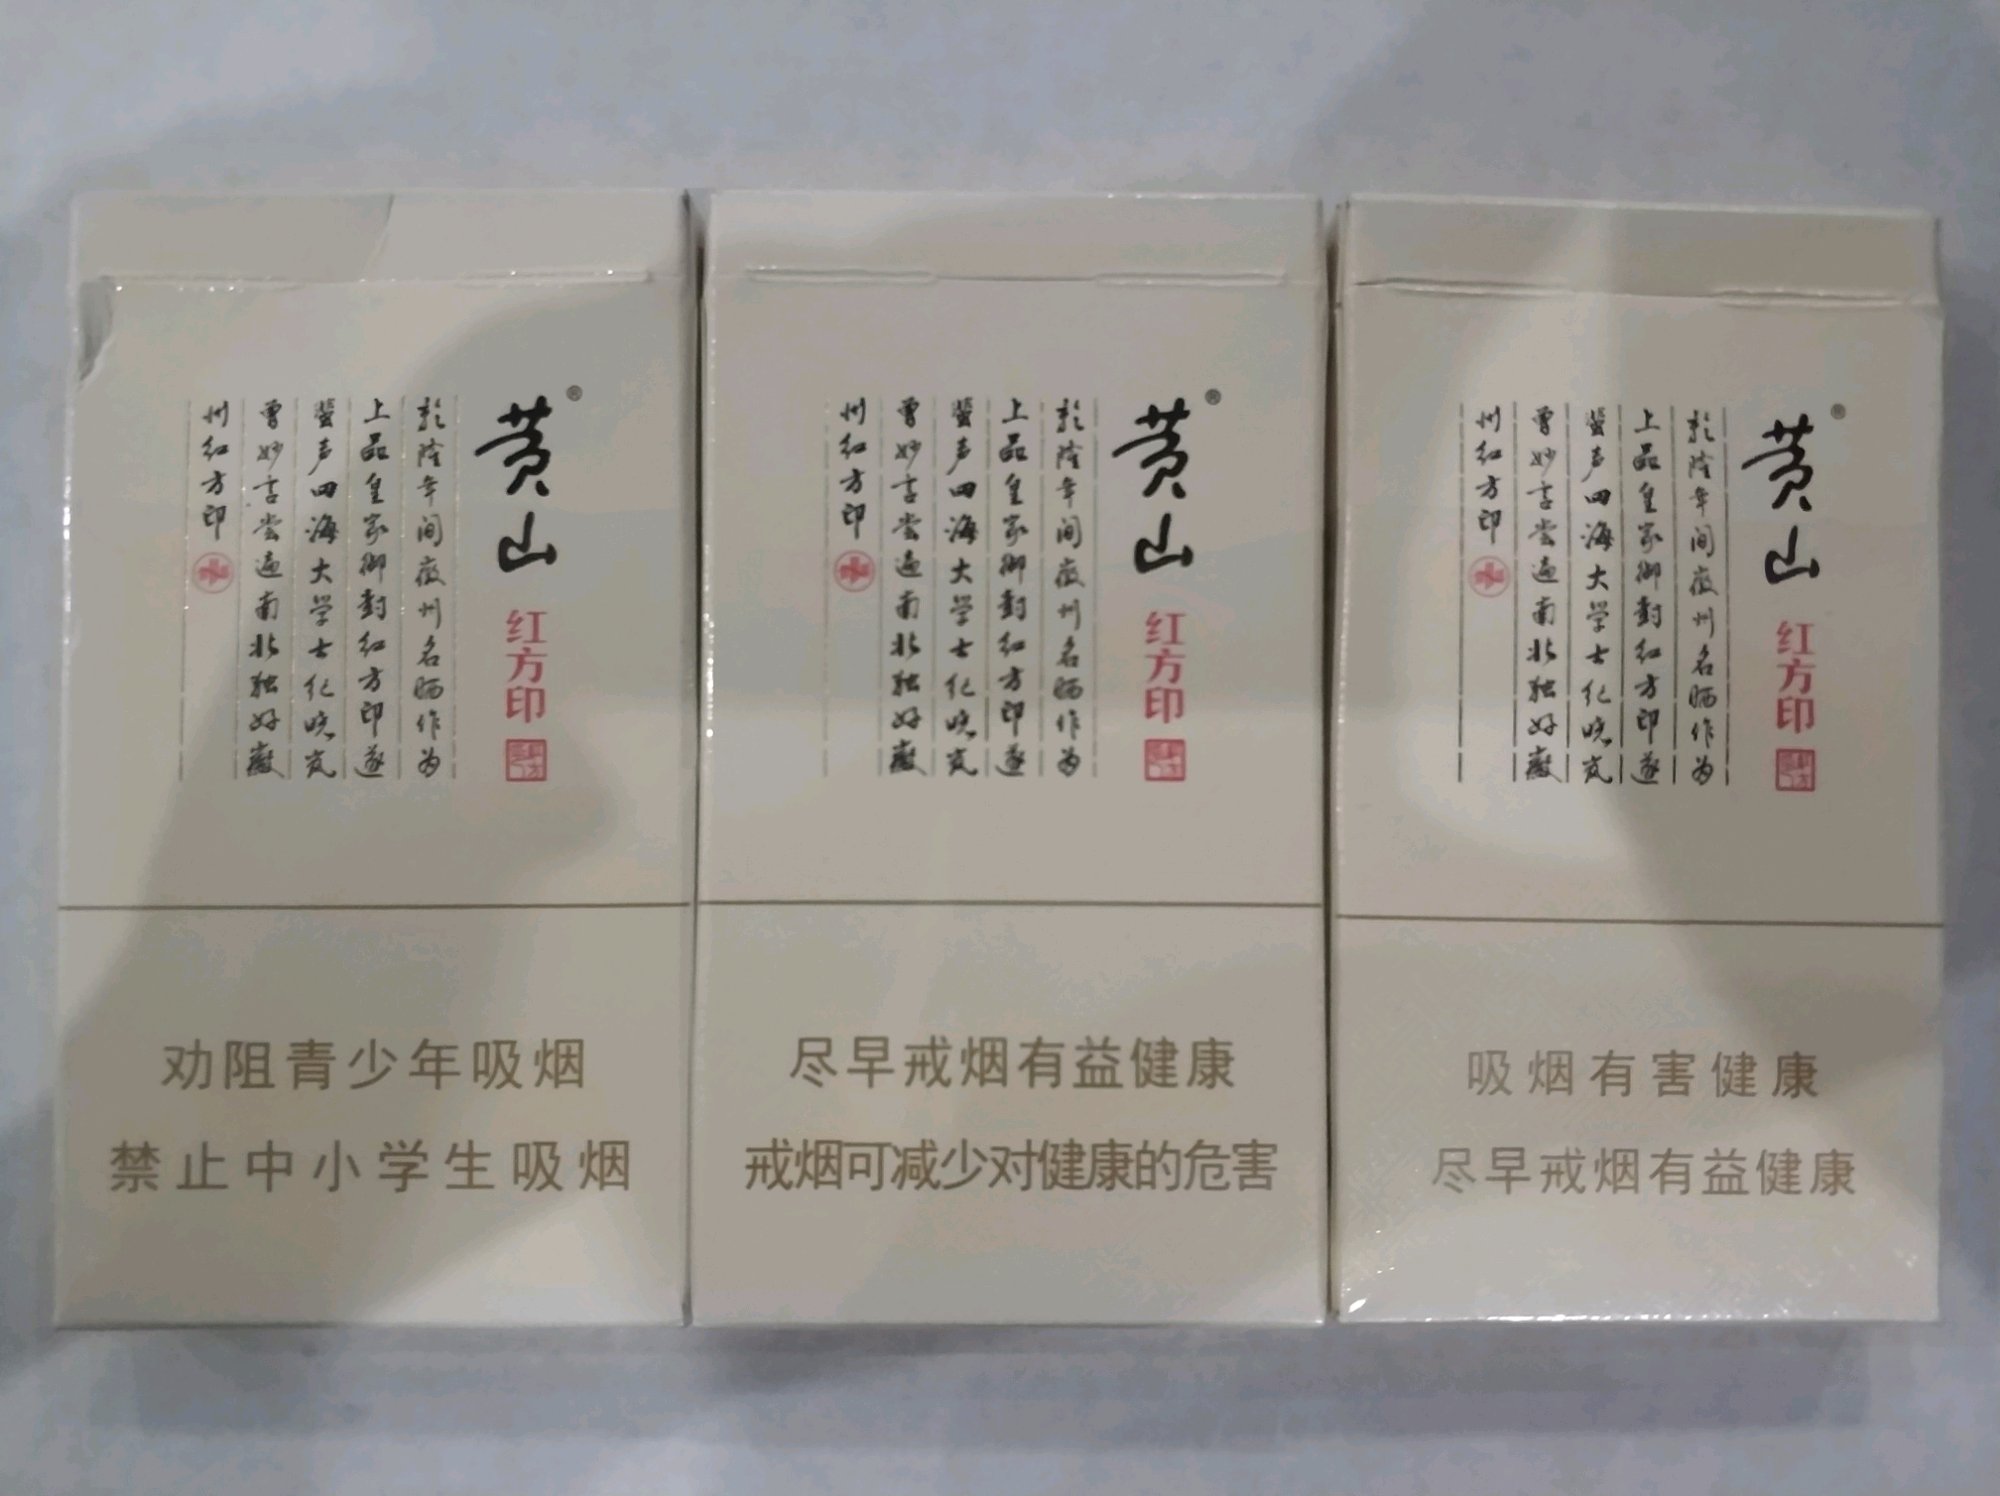 黄山®
红方印
乾隆年间徽州名晒作为
上品皇家御封红方印遂
蜚声四海大学士纪晓岚
曾妙言尝遍南北独好徽
州红方印
劝阻青少年吸烟
禁止中小学生吸烟
黄山®
红方印
乾隆年间徽州名晒作为
上品皇家御封红方印遂
蜚声四海大学士纪晓岚
曾妙言尝遍南北独好徽
州红方印
尽早戒烟有益健康
戒烟可减少对健康的危害
黄山®
红方印
乾隆年间徽州名晒作为
上品皇家御封红方印遂
蜚声四海大学士纪晓岚
曾妙言尝遍南北独好徽
州红方印
吸烟有害健康
尽早戒烟有益健康